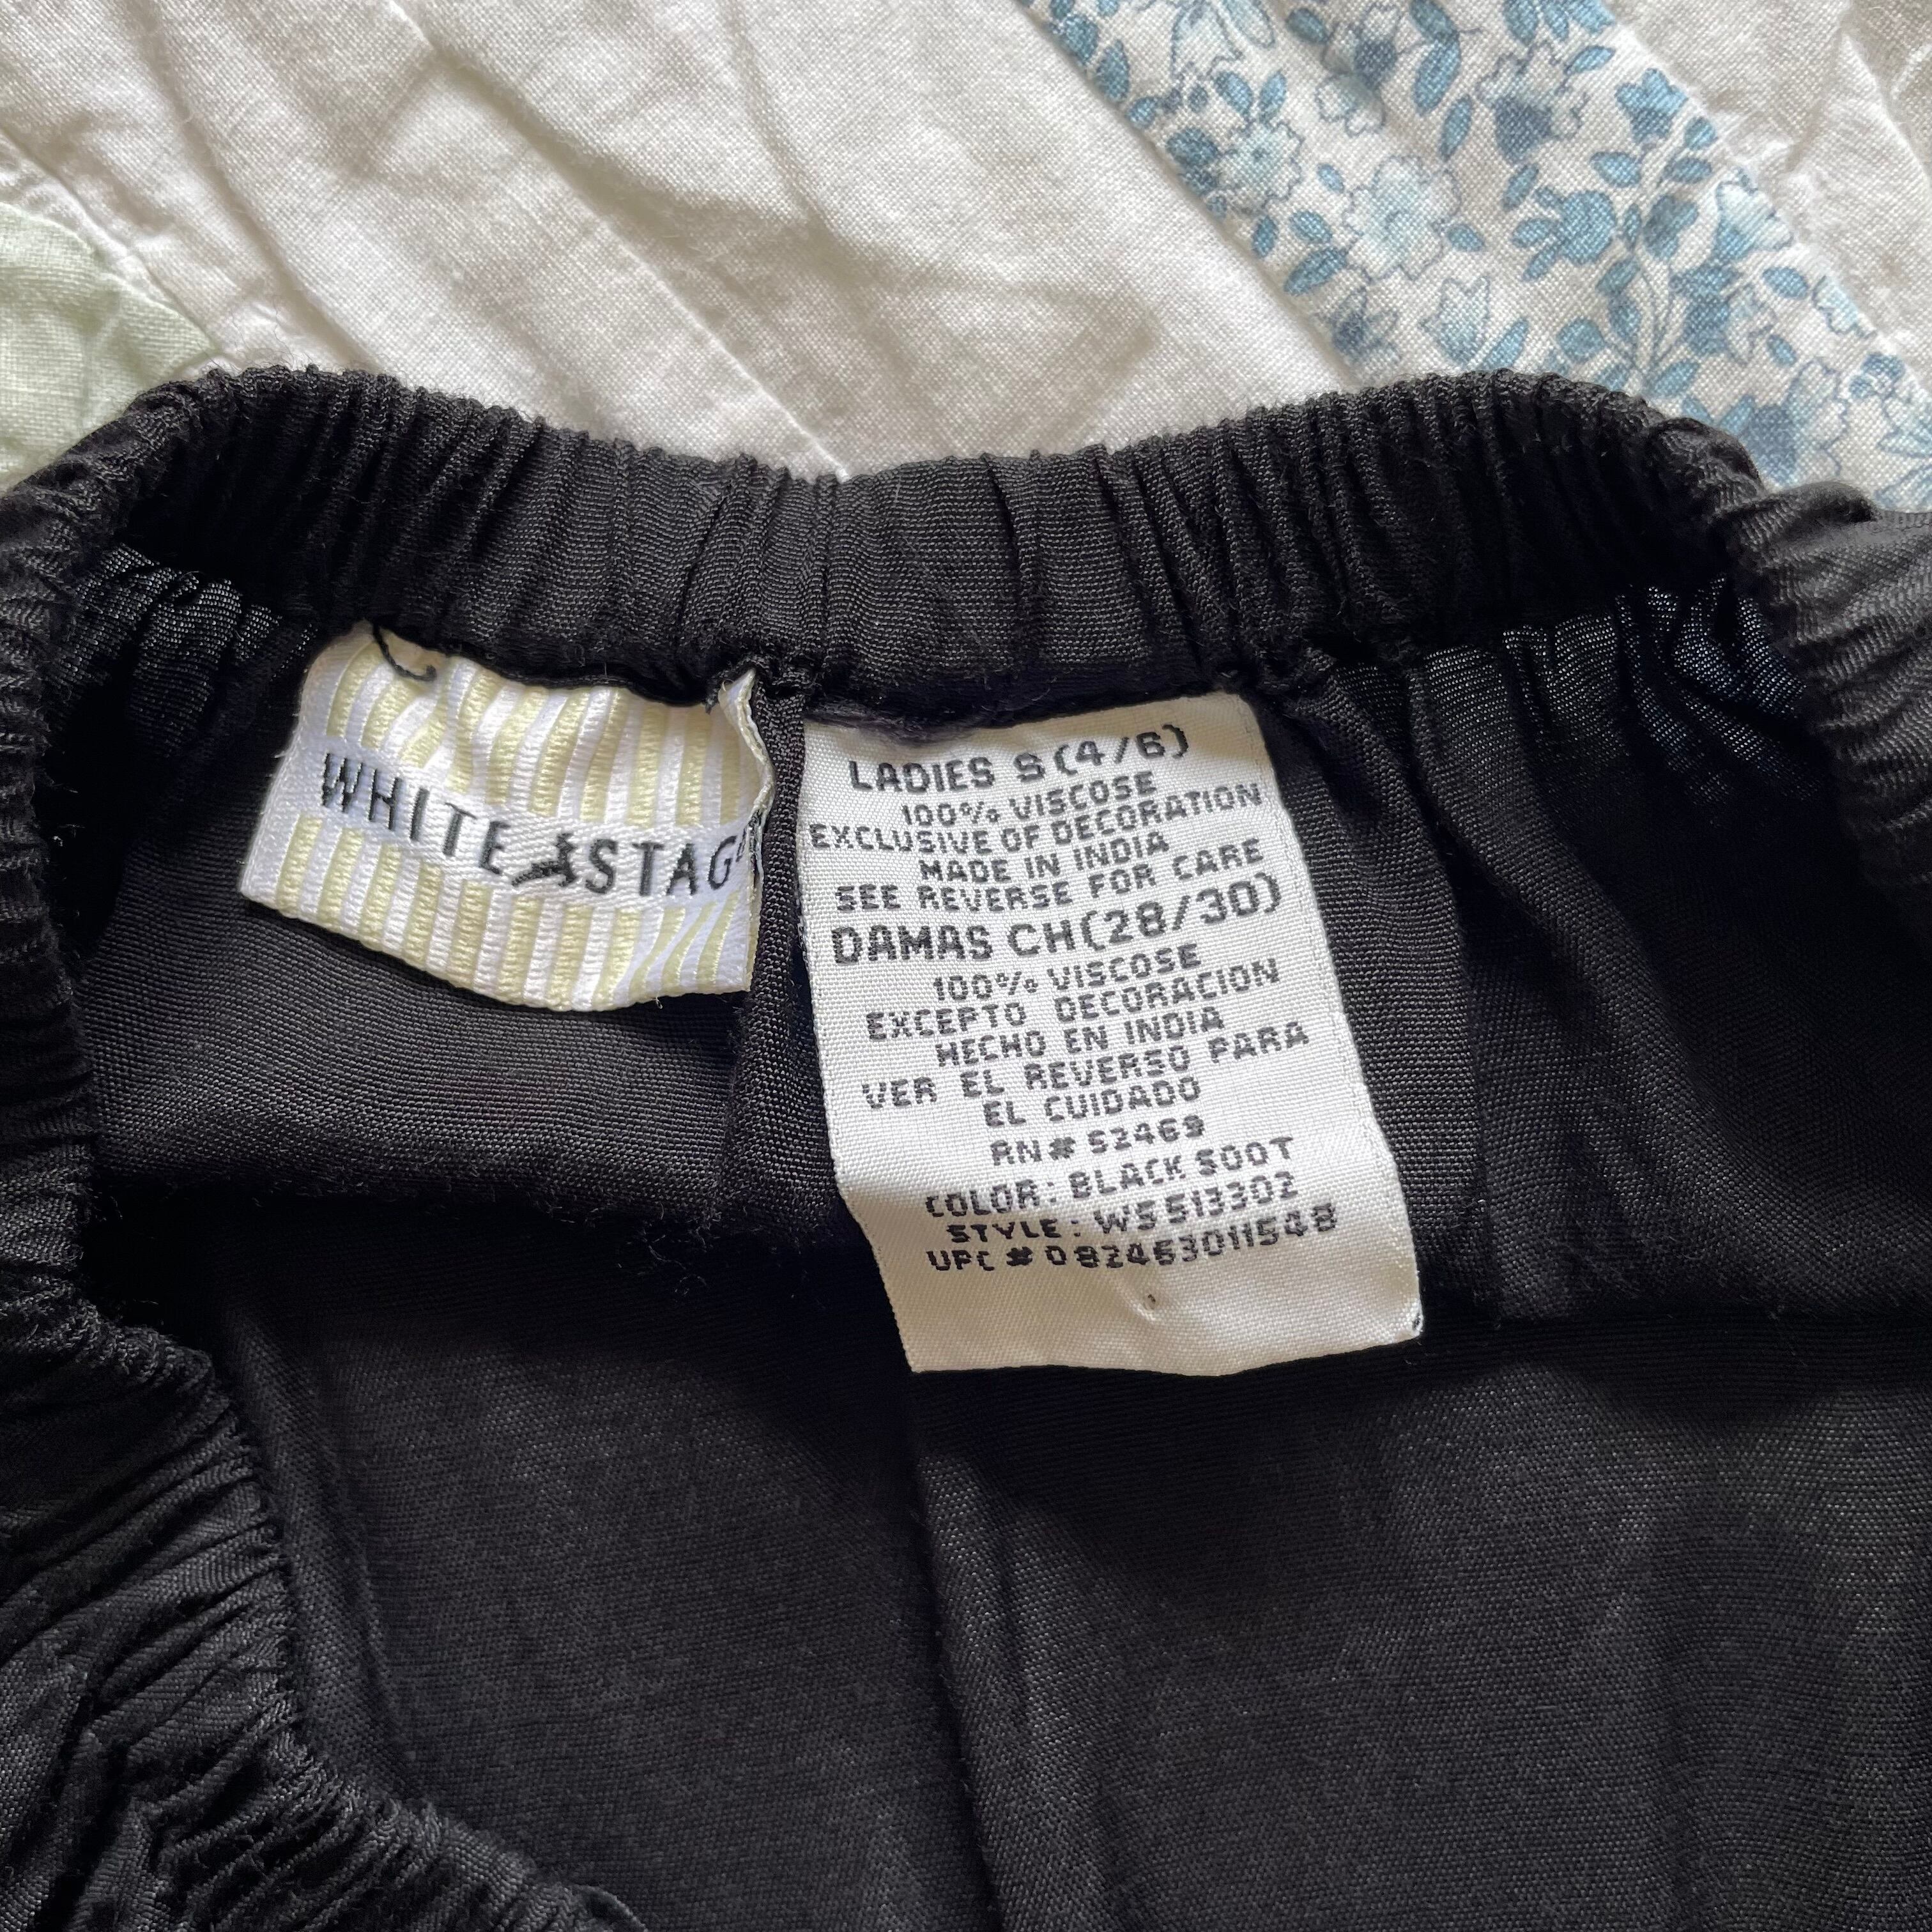 WHITE STAG
LADIES S (4/6)
100% VISCOSE
EXCLUSIVE OF DECORATION
MADE IN INDIA
SEE REVERSE FOR CARE
DAMAS CH(28/30)
100% VISCOSE
EXCEPTO DECORACION
HECHO EN INDIA
VER EL REVERSO PARA
EL CUIDADO
RN# 52469
COLOR: BLACK SOOT
STYLE: WS513302
UPC # 082463011548